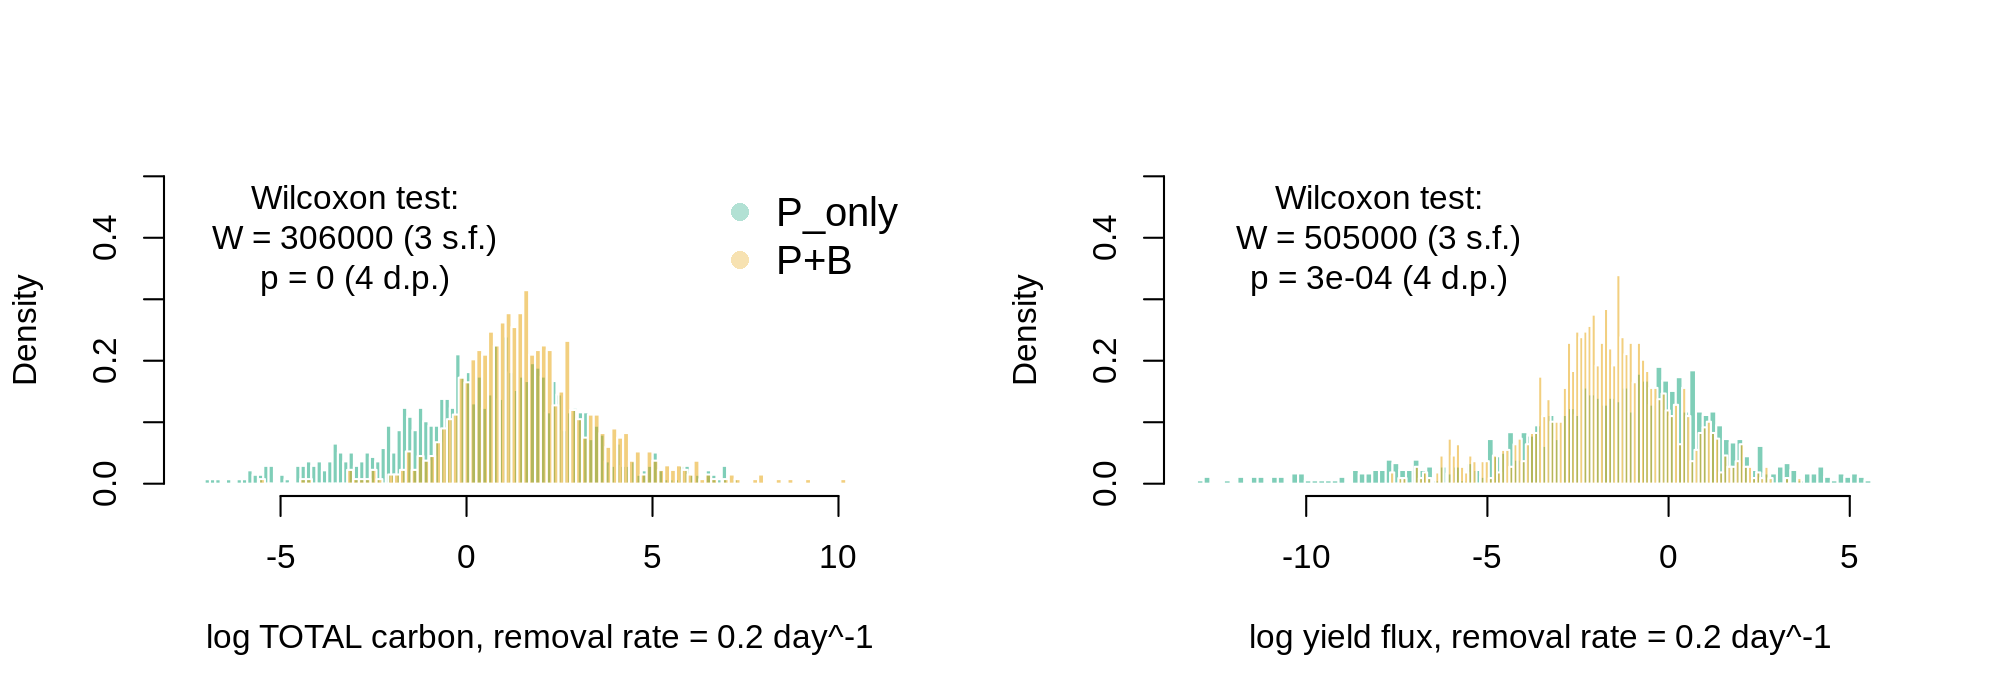 Wilcoxon test:
W = 306000 (3 s.f.)
p = 0 (4 d.p.)
P_only
P+B
Density
0.0
0.2
0.4
-5
0
5
10
log TOTAL carbon, removal rate = 0.2 day^-1
Wilcoxon test:
W = 505000 (3 s.f.)
p = 3e-04 (4 d.p.)
Density
0.0
0.2
0.4
-10
-5
0
5
log yield flux, removal rate = 0.2 day^-1